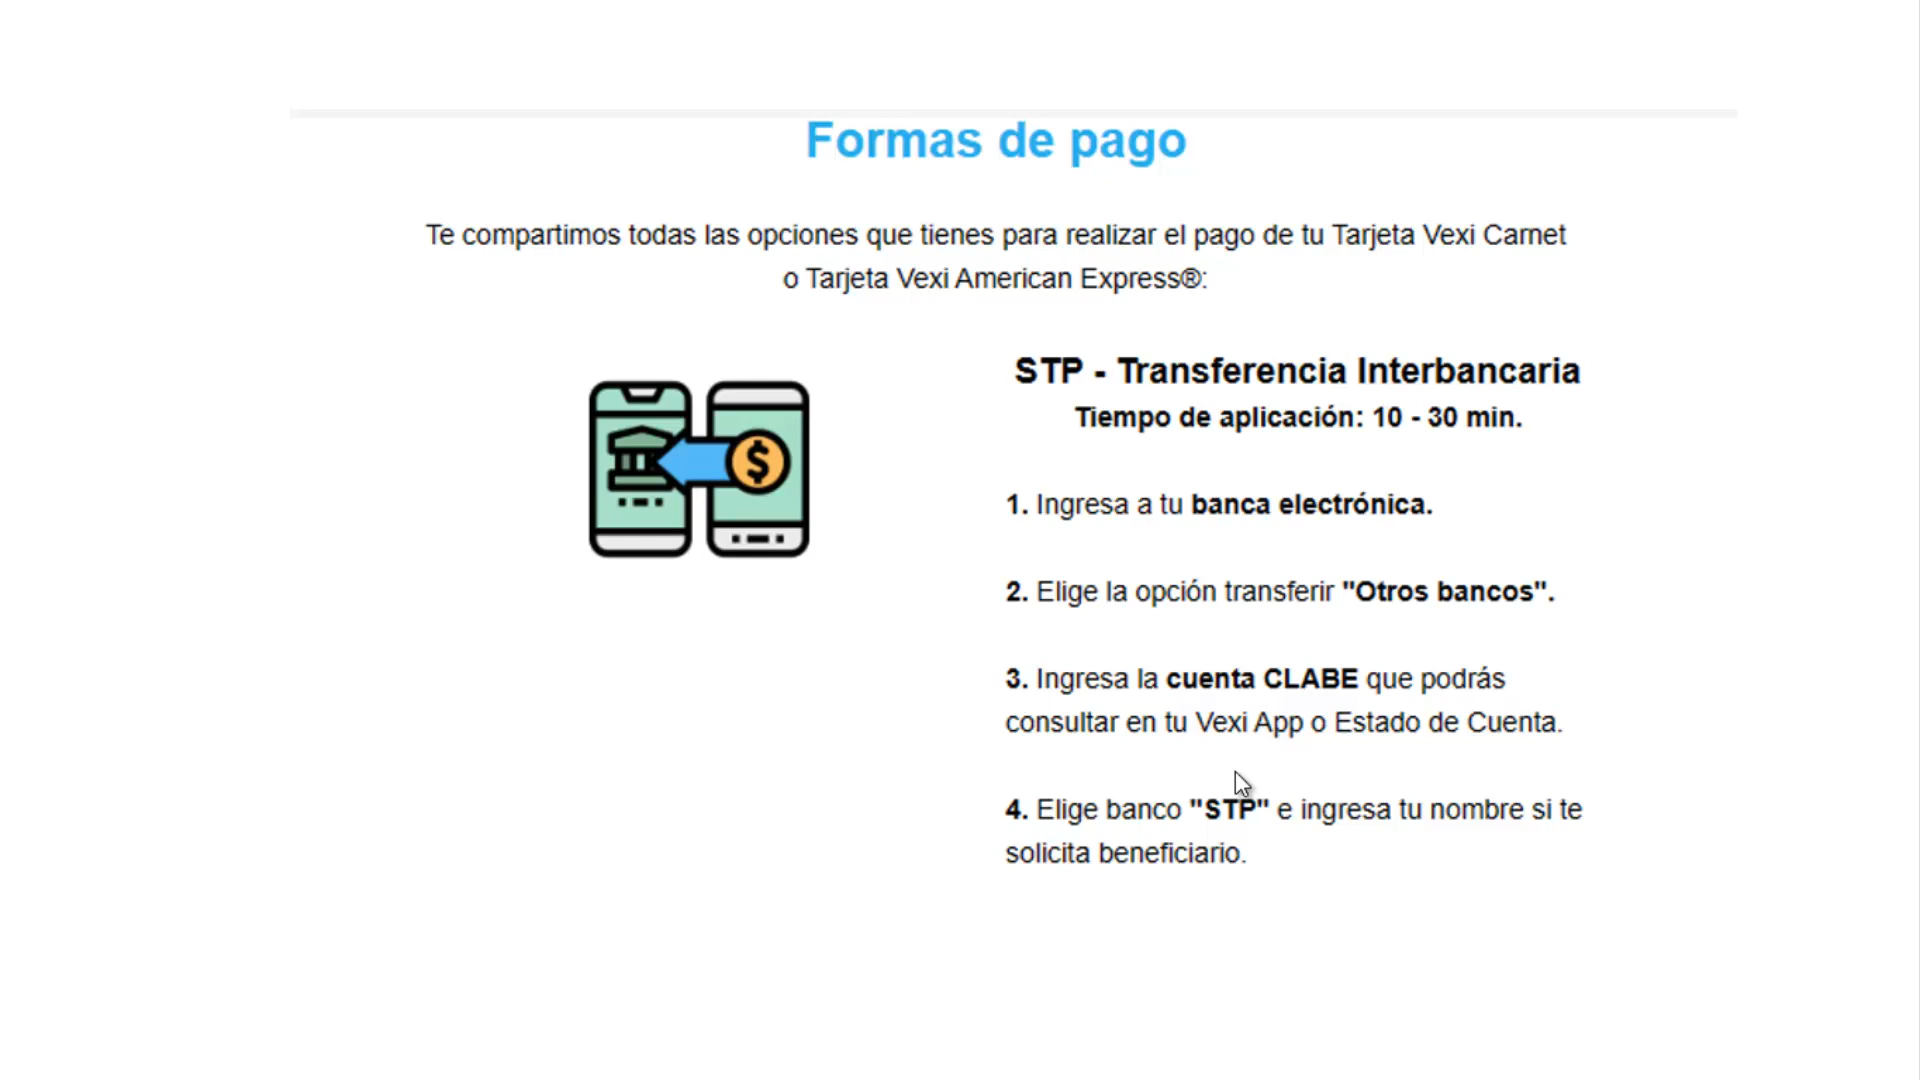 Formas de pago
Te compartimos todas las opciones que tienes para realizar el pago de tu Tarjeta Vexi Carnet
o Tarjeta Vexi American Express®:
STP - Transferencia Interbancaria
Tiempo de aplicación: 10 - 30 min.
1. Ingresa a tu banca electrónica.
2. Elige la opción transferir "Otros bancos".
3. Ingresa la cuenta CLABE que podrás
consultar en tu Vexi App o Estado de Cuenta.
4. Elige banco "STP" e ingresa tu nombre si te
solicita beneficiario.